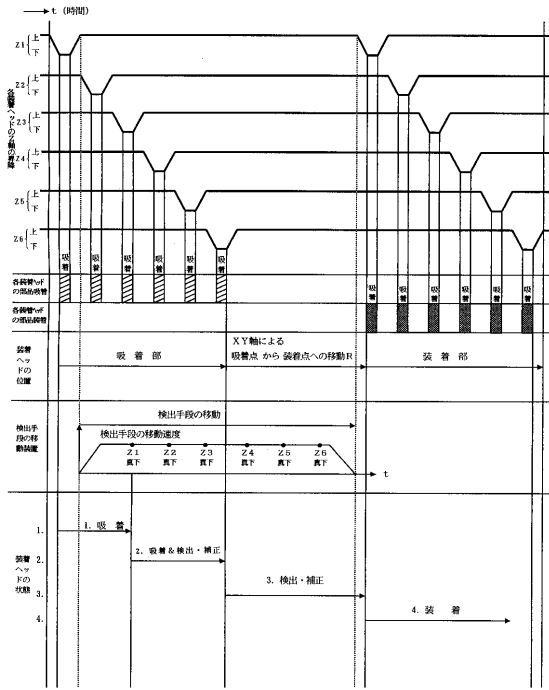 t（時間）
Z1 上
下
Z2 上
下
Z3 上
下
Z4 上
下
Z5 上
下
Z6 上
下
各装着ヘッドのZ軸の昇降
吸着 吸着 吸着 吸着 吸着 吸着
各装着ヘッドの部品吸着
吸着 吸着 吸着 吸着 吸着 吸着
各装着ヘッドの部品装着
装着ヘッドの位置
吸着部
XY軸による
吸着点から装着点への移動R
装着部
検出手段の移動装置
検出手段の移動
検出手段の移動速度
Z1 Z2 Z3 Z4 Z5 Z6
真下 真下 真下 真下 真下 真下
t
装着ヘッドの状態
1.
1．吸着
2.
2．吸着＆検出・補正
3.
3．検出・補正
4.
4．装着